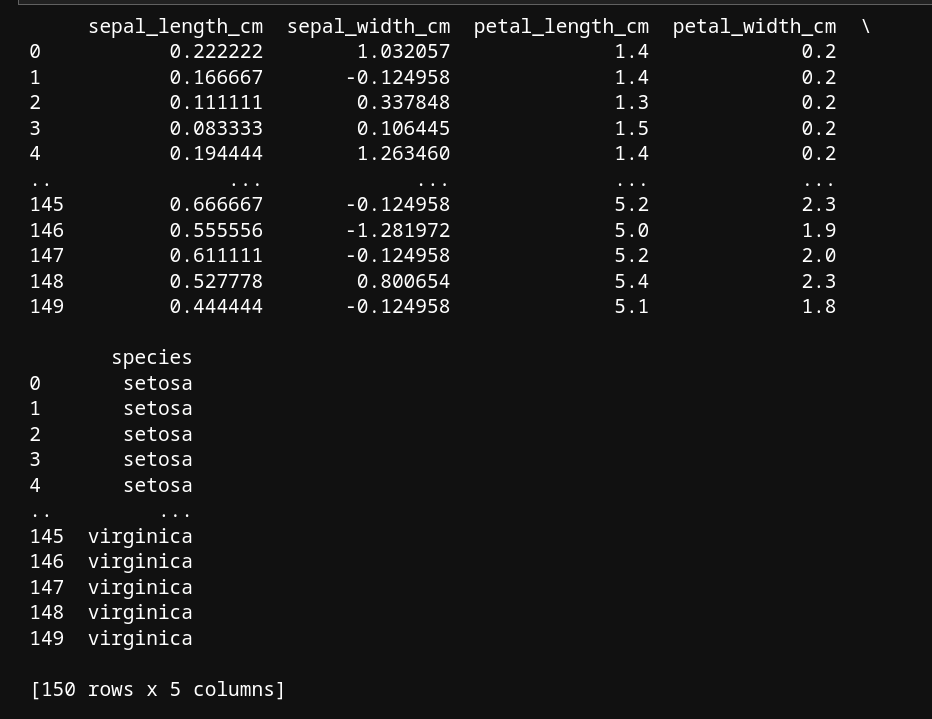 sepal_length_cm  sepal_width_cm  petal_length_cm  petal_width_cm  \
0           0.222222        1.032057              1.4             0.2
1           0.166667       -0.124958              1.4             0.2
2           0.111111        0.337848              1.3             0.2
3           0.083333        0.106445              1.5             0.2
4           0.194444        1.263460              1.4             0.2
..               ...             ...              ...             ...
145         0.666667       -0.124958              5.2             2.3
146         0.555556       -1.281972              5.0             1.9
147         0.611111       -0.124958              5.2             2.0
148         0.527778        0.800654              5.4             2.3
149         0.444444       -0.124958              5.1             1.8
species
0       setosa
1       setosa
2       setosa
3       setosa
4       setosa
..         ...
145  virginica
146  virginica
147  virginica
148  virginica
149  virginica
[150 rows x 5 columns]